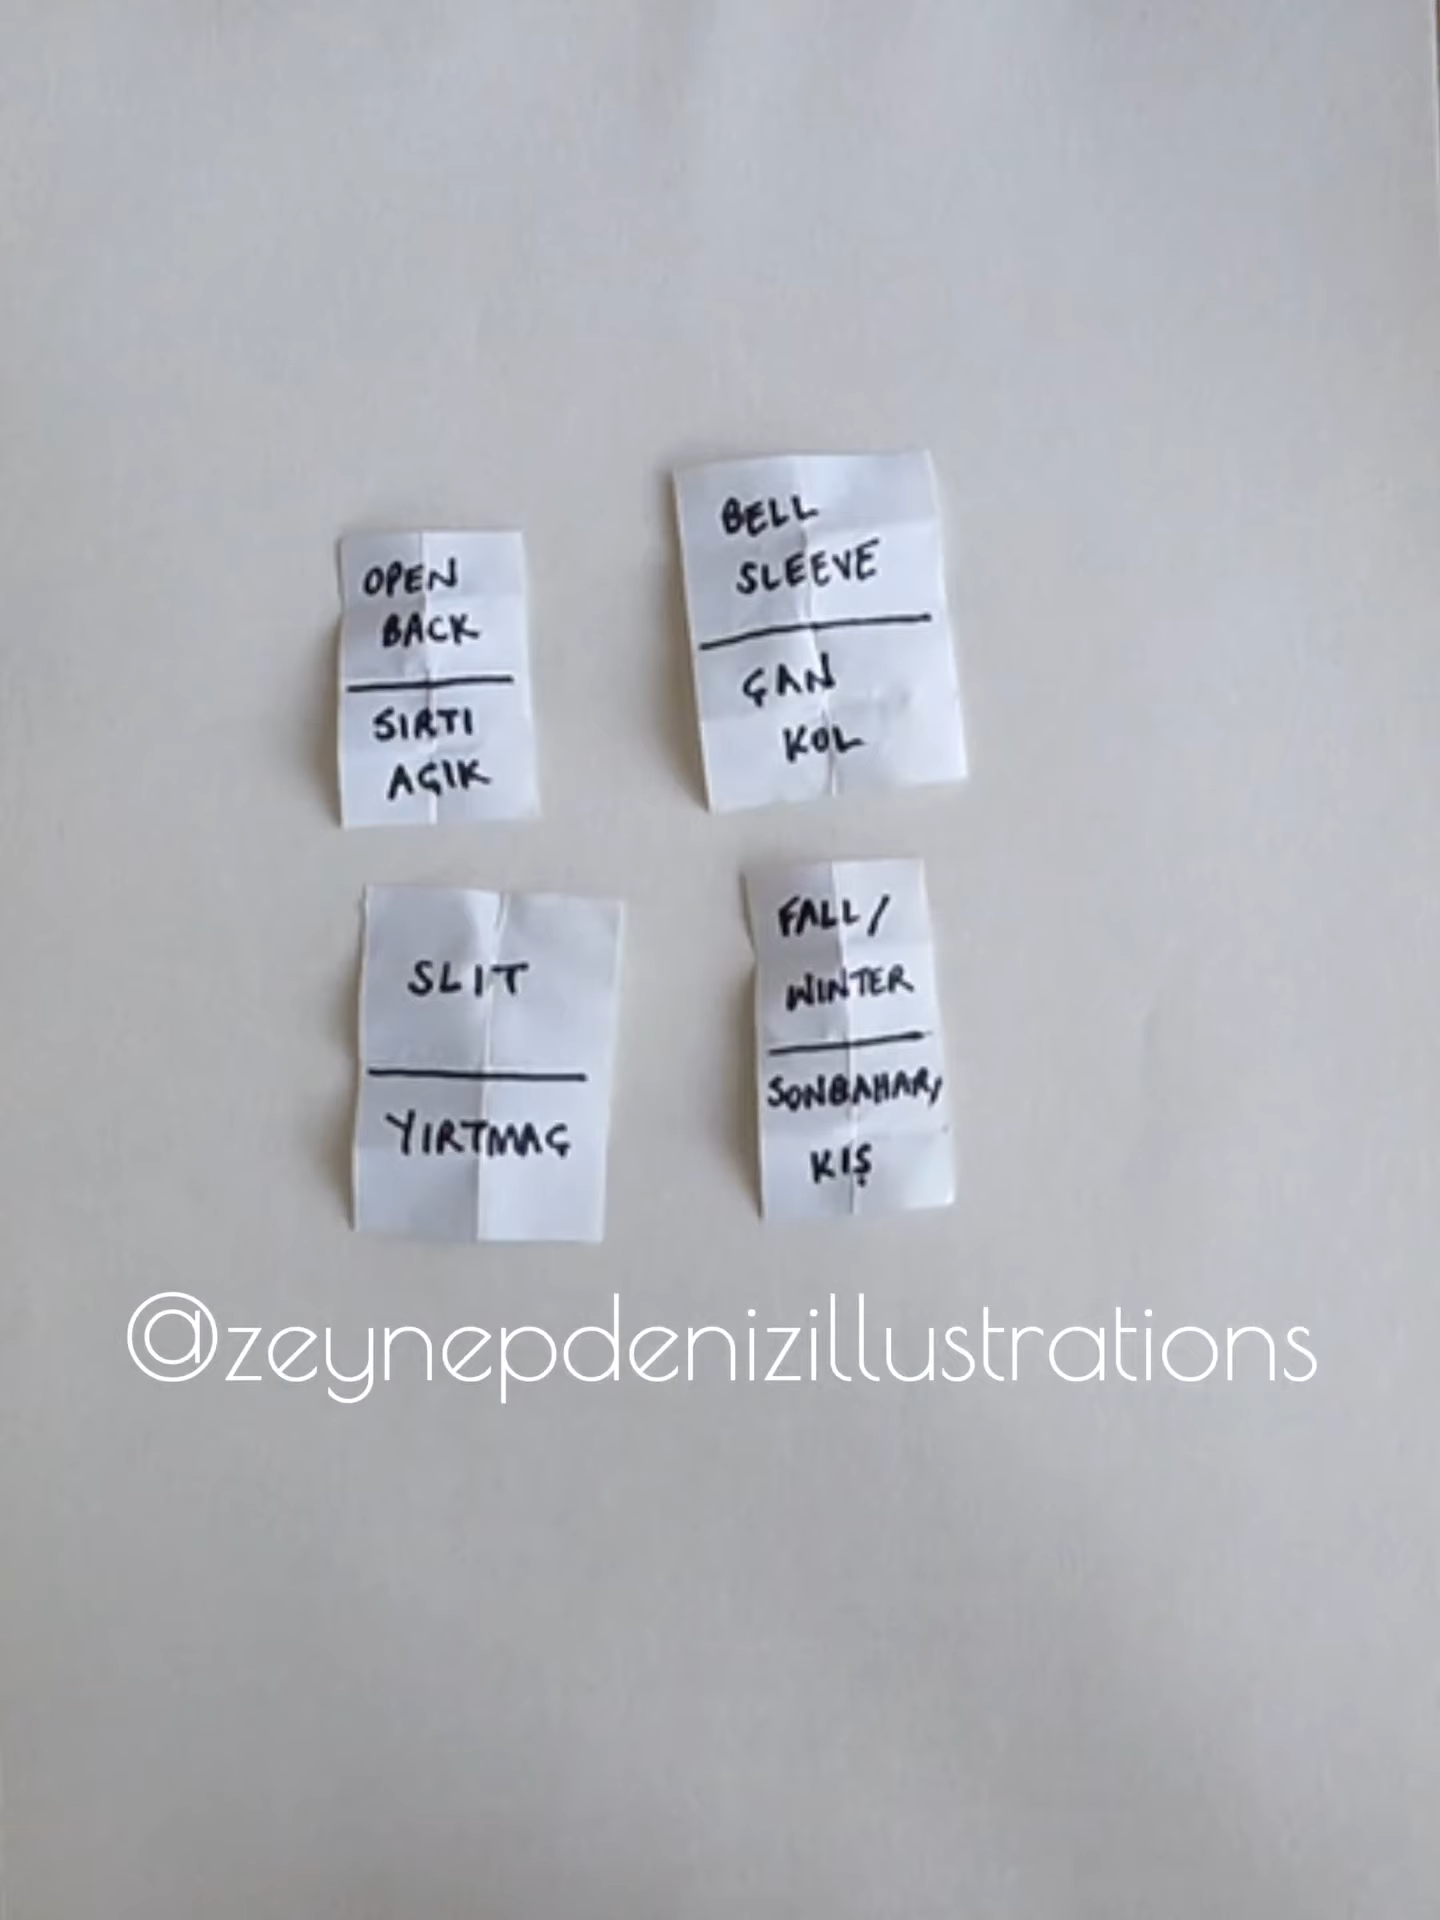 OPEN
BACK
SIRTI
AÇIK
BELL
SLEEVE
ÇAN
KOL
SLIT
YIRTMAÇ
FALL/
WINTER
SONBAHAR/
KIŞ
@zeynepdenizillustrations